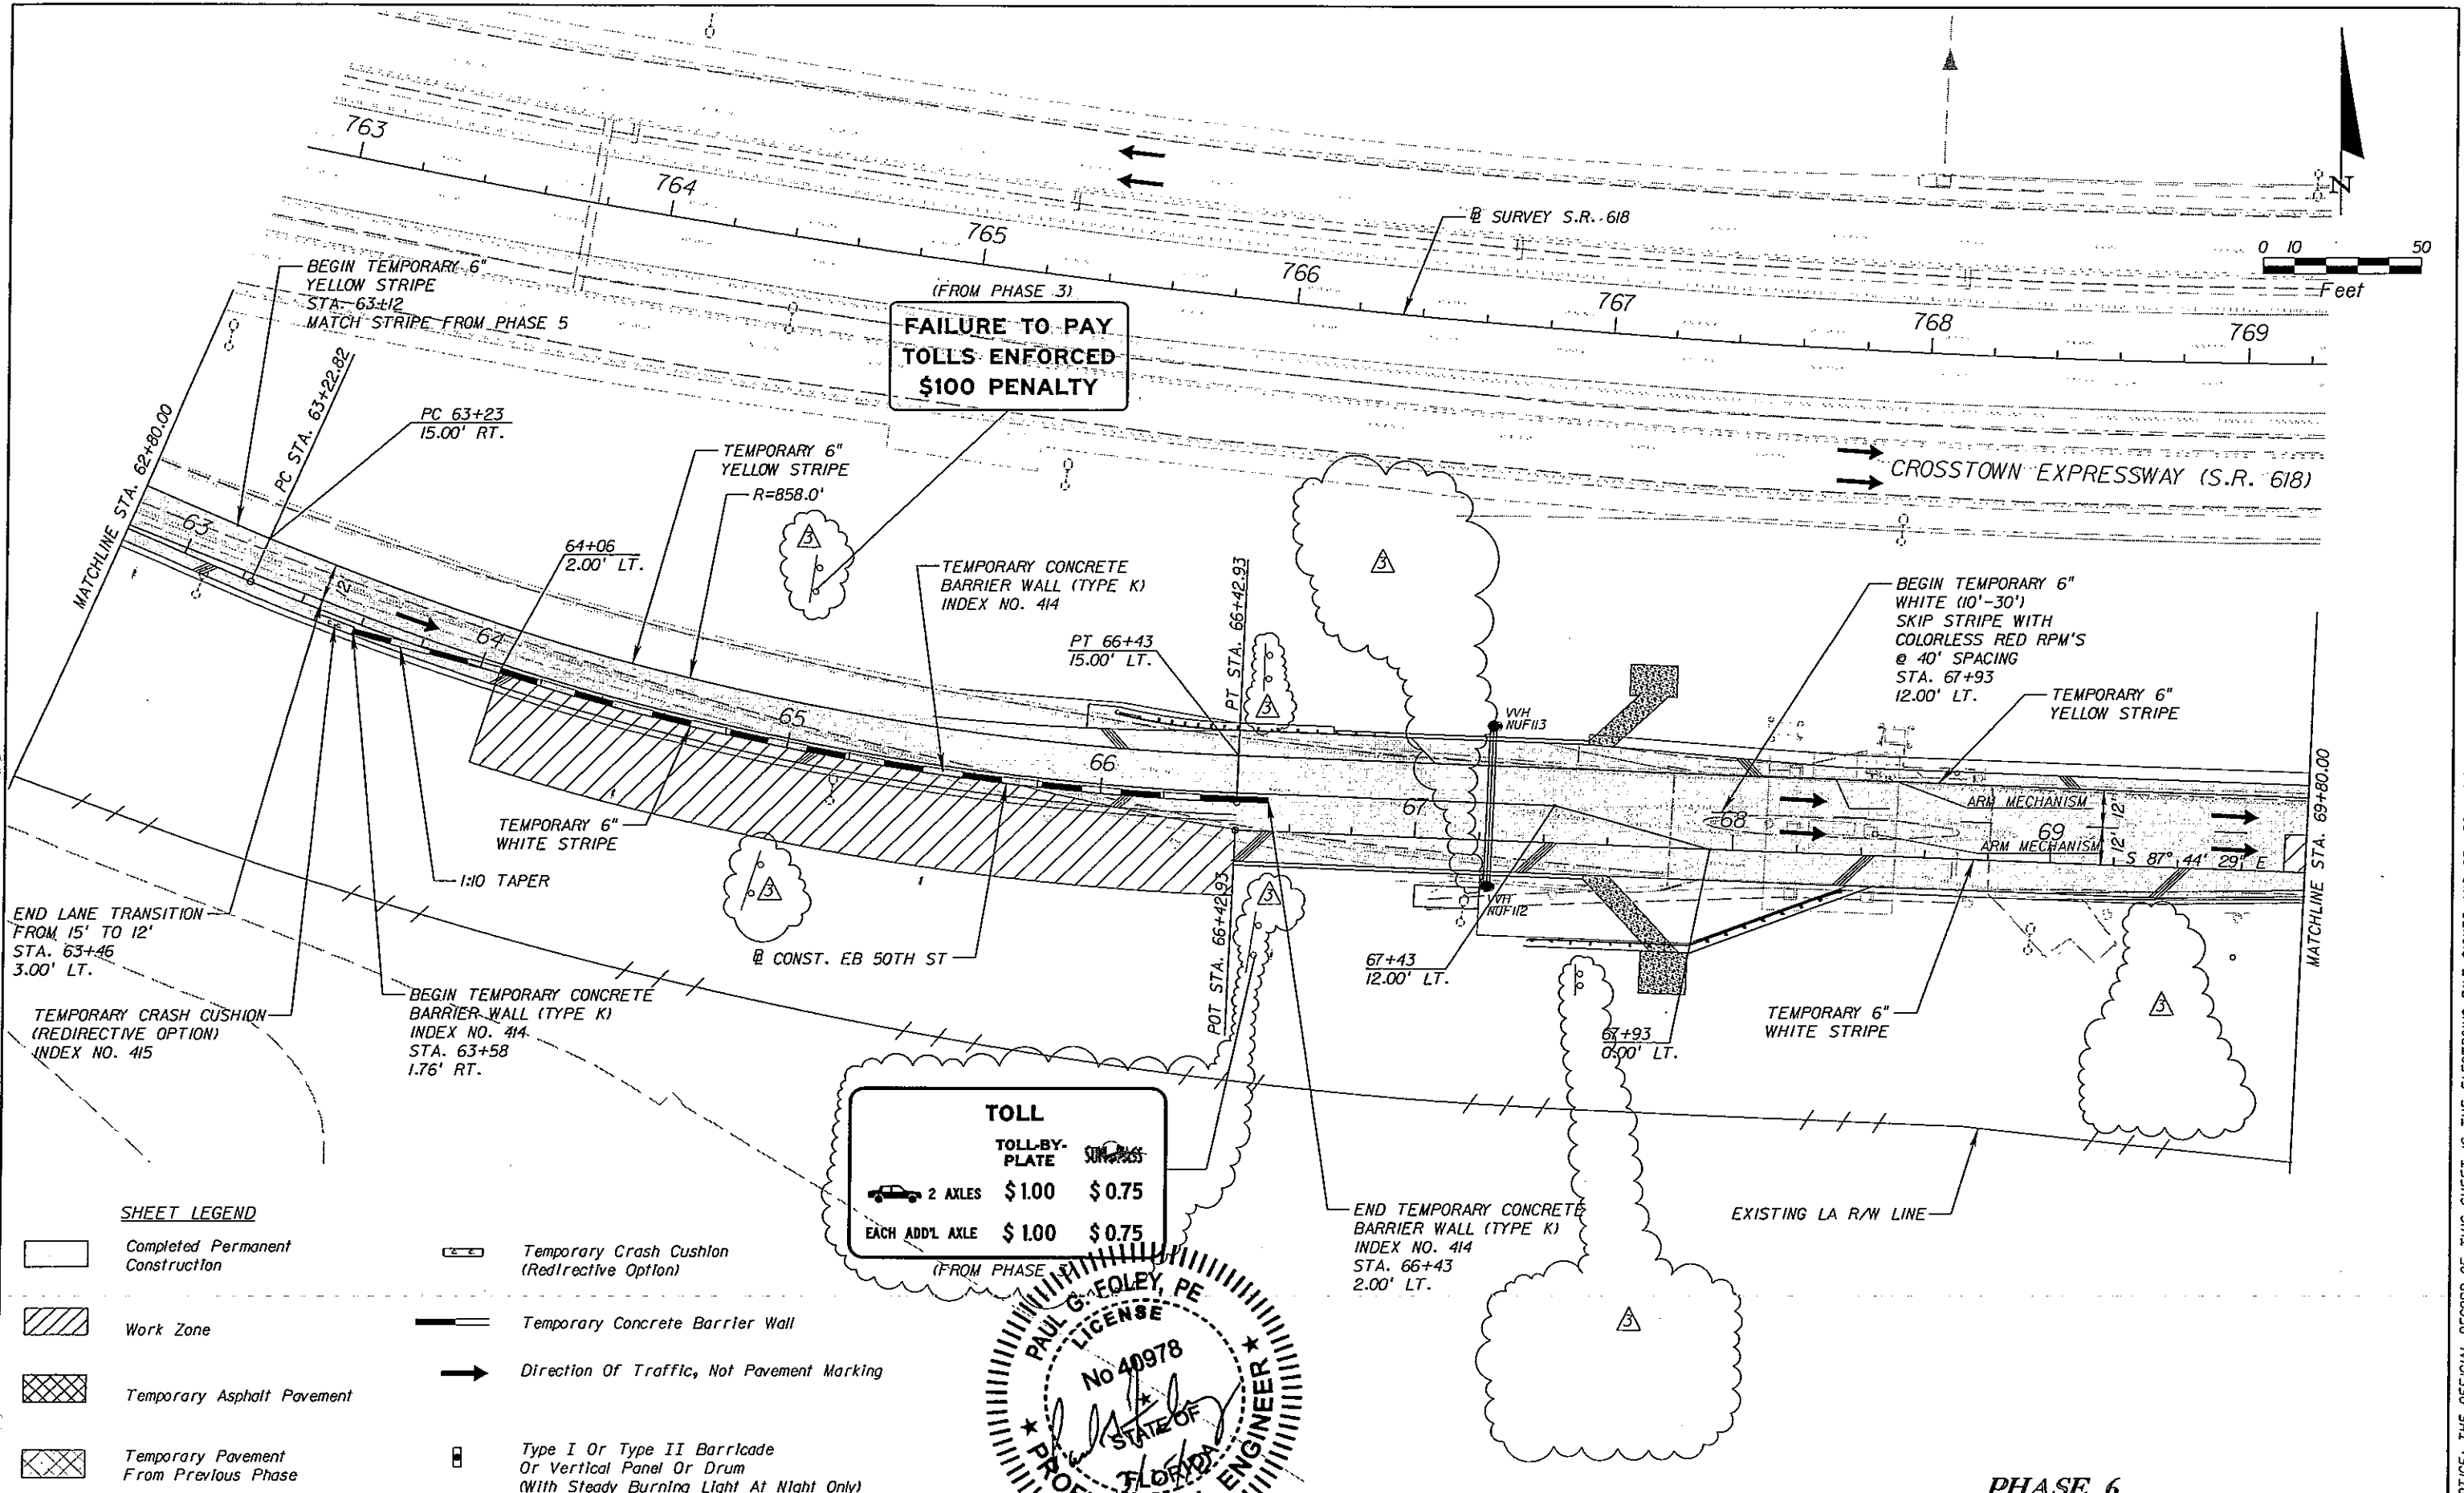 763
764
765
766
767
768
769
N
0 10 50
Feet
℄ SURVEY S.R. 618
BEGIN TEMPORARY 6"
YELLOW STRIPE
STA. 63+12
MATCH STRIPE FROM PHASE 5
(FROM PHASE 3)
FAILURE TO PAY
TOLLS ENFORCED
$100 PENALTY
CROSSTOWN EXPRESSWAY (S.R. 618)
MATCHLINE STA. 62+80.00
PC STA. 63+22.82
PC 63+23
15.00' RT.
TEMPORARY 6"
YELLOW STRIPE
R=858.0'
64+06
2.00' LT.
TEMPORARY CONCRETE
BARRIER WALL (TYPE K)
INDEX NO. 414
PT 66+43
15.00' LT.
PT STA. 66+42.93
BEGIN TEMPORARY 6"
WHITE (10'-30')
SKIP STRIPE WITH
COLORLESS RED RPM'S
@ 40' SPACING
STA. 67+93
12.00' LT.
TEMPORARY 6"
YELLOW STRIPE
3
3
3
3
3
3
3
63
64
65
66
67
68
69
12'
VVH
NUF113
VVH
NUF112
ARM MECHANISM
ARM MECHANISM
12'
12'
S 87° 44' 29" E
MATCHLINE STA. 69+80.00
TEMPORARY 6"
WHITE STRIPE
1:10 TAPER
END LANE TRANSITION
FROM 15' TO 12'
STA. 63+46
3.00' LT.
TEMPORARY CRASH CUSHION
(REDIRECTIVE OPTION)
INDEX NO. 415
BEGIN TEMPORARY CONCRETE
BARRIER WALL (TYPE K)
INDEX NO. 414
STA. 63+58
1.76' RT.
℄ CONST. EB 50TH ST
POT STA. 66+42.93
67+43
12.00' LT.
67+93
0.00' LT.
TEMPORARY 6"
WHITE STRIPE
TOLL
TOLL-BY-
PLATE SUNPASS
2 AXLES $1.00 $0.75
EACH ADD'L AXLE $1.00 $0.75
(FROM PHASE
END TEMPORARY CONCRETE
BARRIER WALL (TYPE K)
INDEX NO. 414
STA. 66+43
2.00' LT.
EXISTING LA R/W LINE
SHEET LEGEND
Completed Permanent
Construction
Work Zone
Temporary Asphalt Pavement
Temporary Pavement
From Previous Phase
Temporary Crash Cushion
(Redirective Option)
Temporary Concrete Barrier Wall
Direction Of Traffic, Not Pavement Marking
Type I Or Type II Barricade
Or Vertical Panel Or Drum
(With Steady Burning Light At Night Only)
PAUL G. FOLEY, PE
LICENSE
No 40978
STATE OF
FLORIDA
ENGINEER
PHASE 6